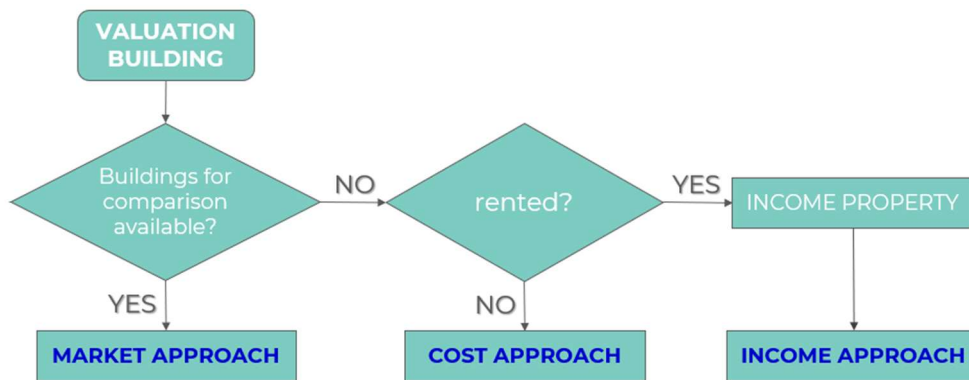 VALUATION
BUILDING
Buildings for
comparison
available?
NO
rented?
YES
INCOME PROPERTY
YES
NO
MARKET APPROACH
COST APPROACH
INCOME APPROACH